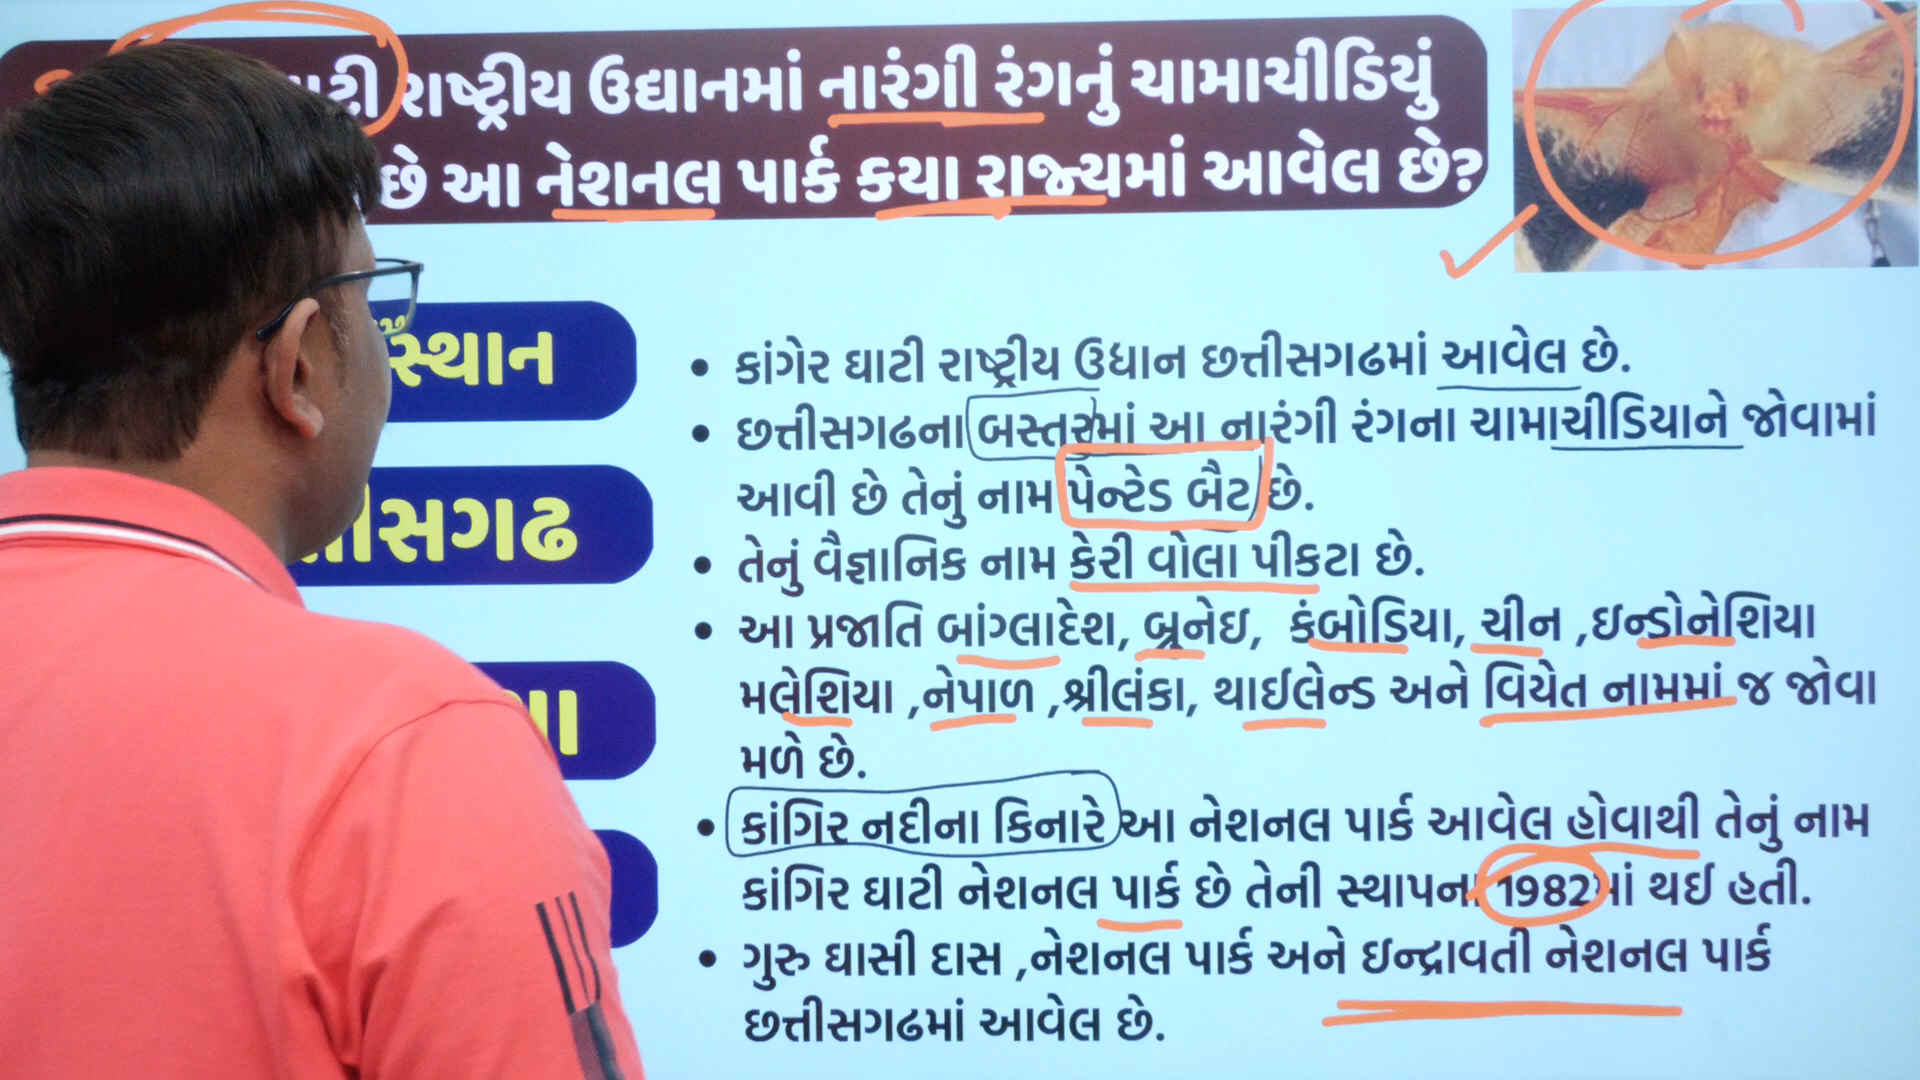 રાષ્ટ્રીય ઉદ્યાનમાં નારંગી રંગનું ચામાચીડિયું
છે આ નેશનલ પાર્ક કયા રાજ્યમાં આવેલ છે?
• કાંગેર ઘાટી રાષ્ટ્રીય ઉદ્યાન છત્તીસગઢમાં આવેલ છે.
• છત્તીસગઢના બસ્તરમાં આ નારંગી રંગના ચામાચીડિયાને જોવામાં
આવી છે તેનું નામ પેન્ટેડ બૈટ છે.
• તેનું વૈજ્ઞાનિક નામ કેરી વોલા પીકટા છે.
• આ પ્રજાતિ બાંગ્લાદેશ, બ્રુનેઇ, કંબોડિયા, ચીન ,ઇન્ડોનેશિયા
મલેશિયા ,નેપાળ ,શ્રીલંકા, થાઈલેન્ડ અને વિયેત નામમાં જ જોવા
મળે છે.
• કાંગિર નદીના કિનારે આ નેશનલ પાર્ક આવેલ હોવાથી તેનું નામ
કાંગિર ઘાટી નેશનલ પાર્ક છે તેની સ્થાપના 1982માં થઈ હતી.
• ગુરુ ઘાસી દાસ ,નેશનલ પાર્ક અને ઇન્દ્રાવતી નેશનલ પાર્ક
છત્તીસગઢમાં આવેલ છે.